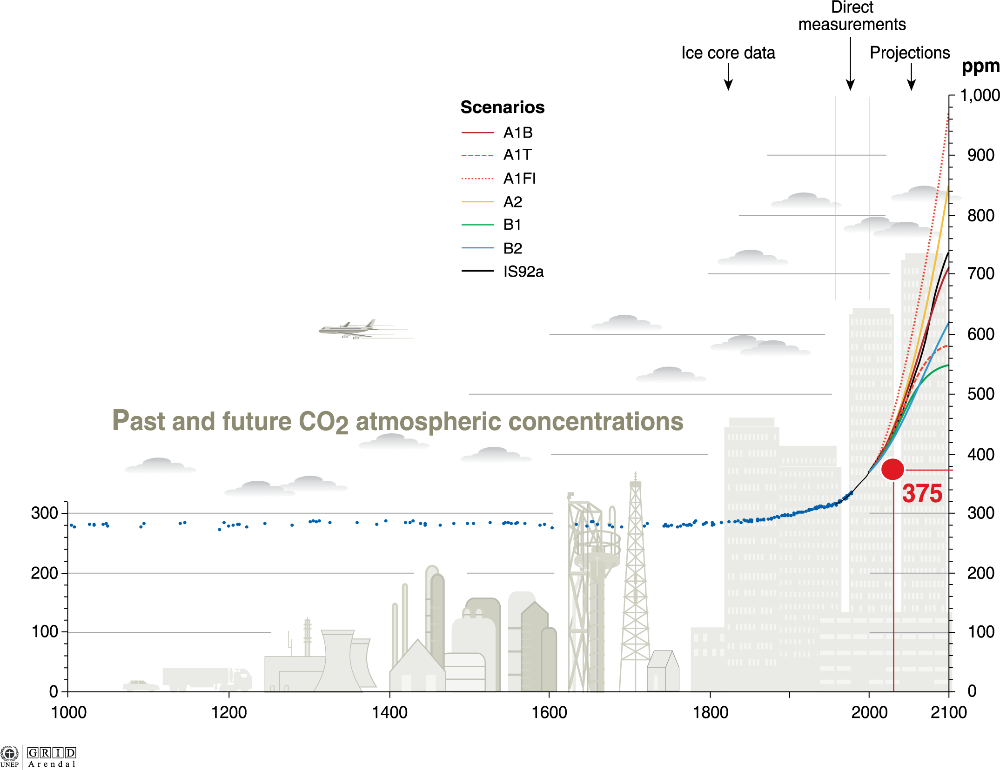 Direct
measurements
Ice core data
Projections
ppm
Scenarios
A1B
A1T
A1FI
A2
B1
B2
IS92a
1,000
900
800
700
600
500
400
300
200
100
0
Past and future CO2 atmospheric concentrations
375
300
200
100
0
1000 1200 1400 1600 1800 2000 2100
UNEP
GRID
Arendal